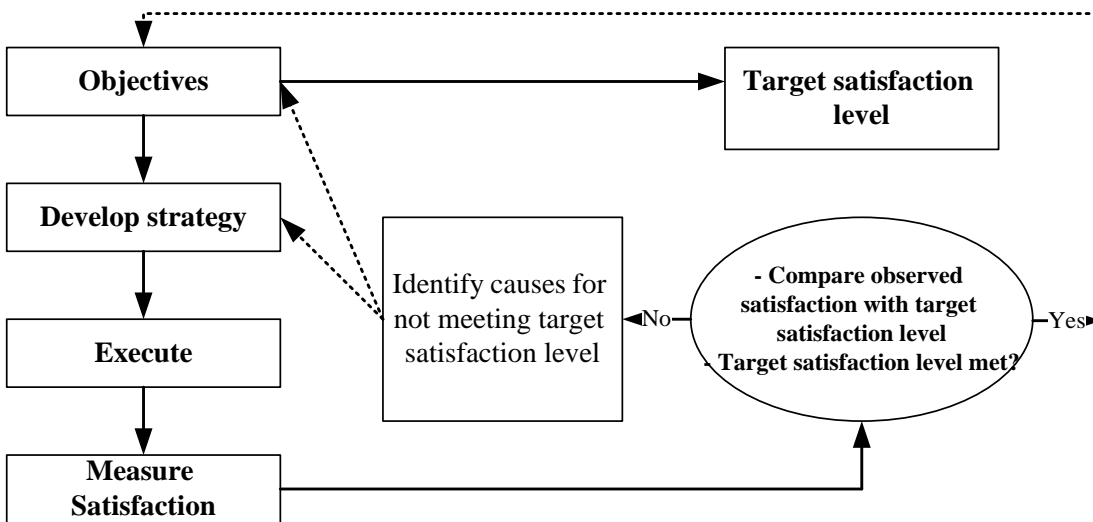 Objectives
Target satisfaction
level
Develop strategy
Identify causes for
not meeting target
satisfaction level
- Compare observed
satisfaction with target
satisfaction level
- Target satisfaction level met?
No
Yes
Execute
Measure
Satisfaction